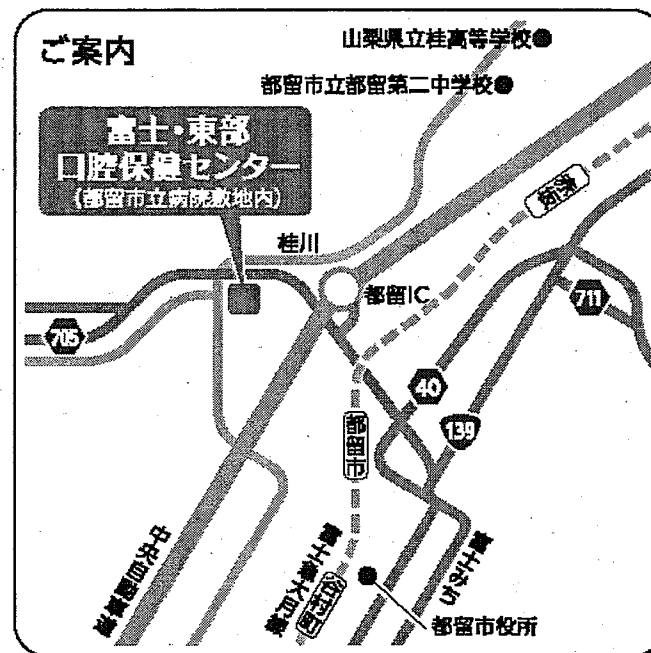 ご案内
山梨県立桂高等学校
都留市立都留第二中学校
富士・東部
口腔保健センター
(都留市立病院敷地内)
桂川
赤坂
都留IC
711
705
40
139
都留市
中央自動車道
富士急大月線
谷村町
富士みち
都留市役所